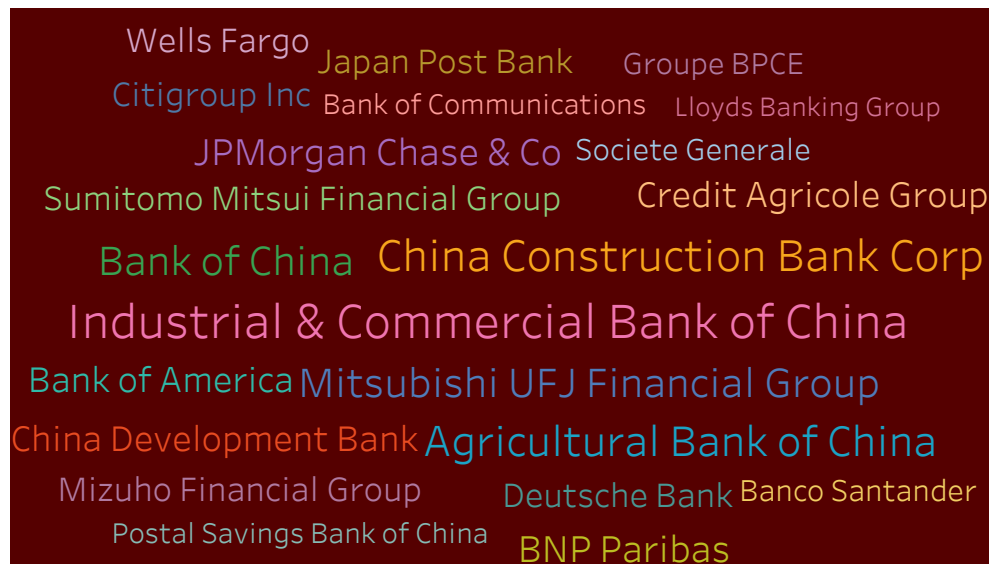 Wells Fargo
Japan Post Bank
Groupe BPCE
Citigroup Inc
Bank of Communications
Lloyds Banking Group
JPMorgan Chase & Co
Societe Generale
Sumitomo Mitsui Financial Group
Credit Agricole Group
Bank of China
China Construction Bank Corp
Industrial & Commercial Bank of China
Bank of America
Mitsubishi UFJ Financial Group
China Development Bank
Agricultural Bank of China
Mizuho Financial Group
Deutsche Bank
Banco Santander
Postal Savings Bank of China
BNP Paribas